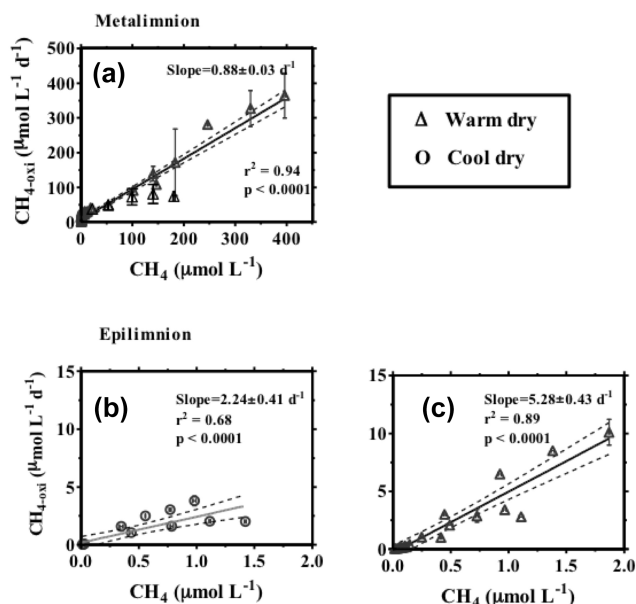 Metalimnion
(a)
Slope=0.88±0.03 d⁻¹
r² = 0.94
p < 0.0001
500
400
300
200
100
0
0 100 200 300 400
CH₄₋ₒₓᵢ (µmol L⁻¹ d⁻¹)
CH₄ (µmol L⁻¹)
Warm dry
Cool dry
Epilimnion
(b)
Slope=2.24±0.41 d⁻¹
r² = 0.68
p < 0.0001
15
10
5
0
0.0 0.5 1.0 1.5 2.0
CH₄₋ₒₓᵢ (µmol L⁻¹ d⁻¹)
CH₄ (µmol L⁻¹)
(c)
Slope=5.28±0.43 d⁻¹
r² = 0.89
p < 0.0001
15
10
5
0
0.0 0.5 1.0 1.5 2.0
CH₄ (µmol L⁻¹)